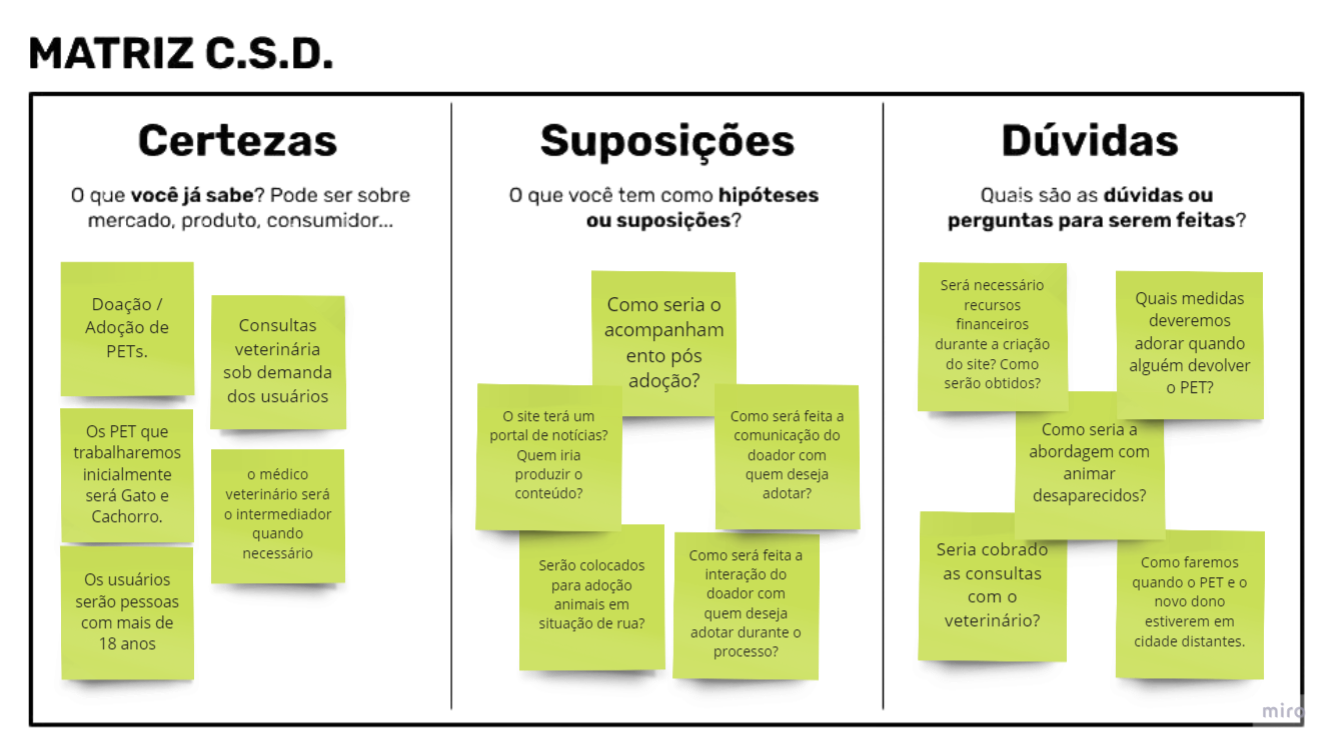 MATRIZ C.S.D.
Certezas
O que você já sabe? Pode ser sobre
mercado, produto, consumidor...
Doação /
Adoção de
PETs.
Consultas
veterinária
sob demanda
dos usuários
Os PET que
trabalharemos
inicialmente
será Gato e
Cachorro.
o médico
veterinário será
o intermediador
quando
necessário
Os usuários
serão pessoas
com mais de
18 anos
Suposições
O que você tem como hipóteses
ou suposições?
Como seria o
acompanham
ento pós
adoção?
O site terá um
portal de notícias?
Quem iria
produzir o
conteúdo?
Como será feita a
comunicação do
doador com
quem deseja
adotar?
Serão colocados
para adoção
animais em
situação de rua?
Como será feita a
interação do
doador com
quem deseja
adotar durante o
processo?
Dúvidas
Quais são as dúvidas ou
perguntas para serem feitas?
Será necessário
recursos
financeiros
durante a criação
do site? Como
serão obtidos?
Quais medidas
deveremos
adorar quando
alguém devolver
o PET?
Como seria a
abordagem com
animar
desaparecidos?
Seria cobrado
as consultas
com o
veterinário?
Como faremos
quando o PET e o
novo dono
estiverem em
cidade distantes.
miro